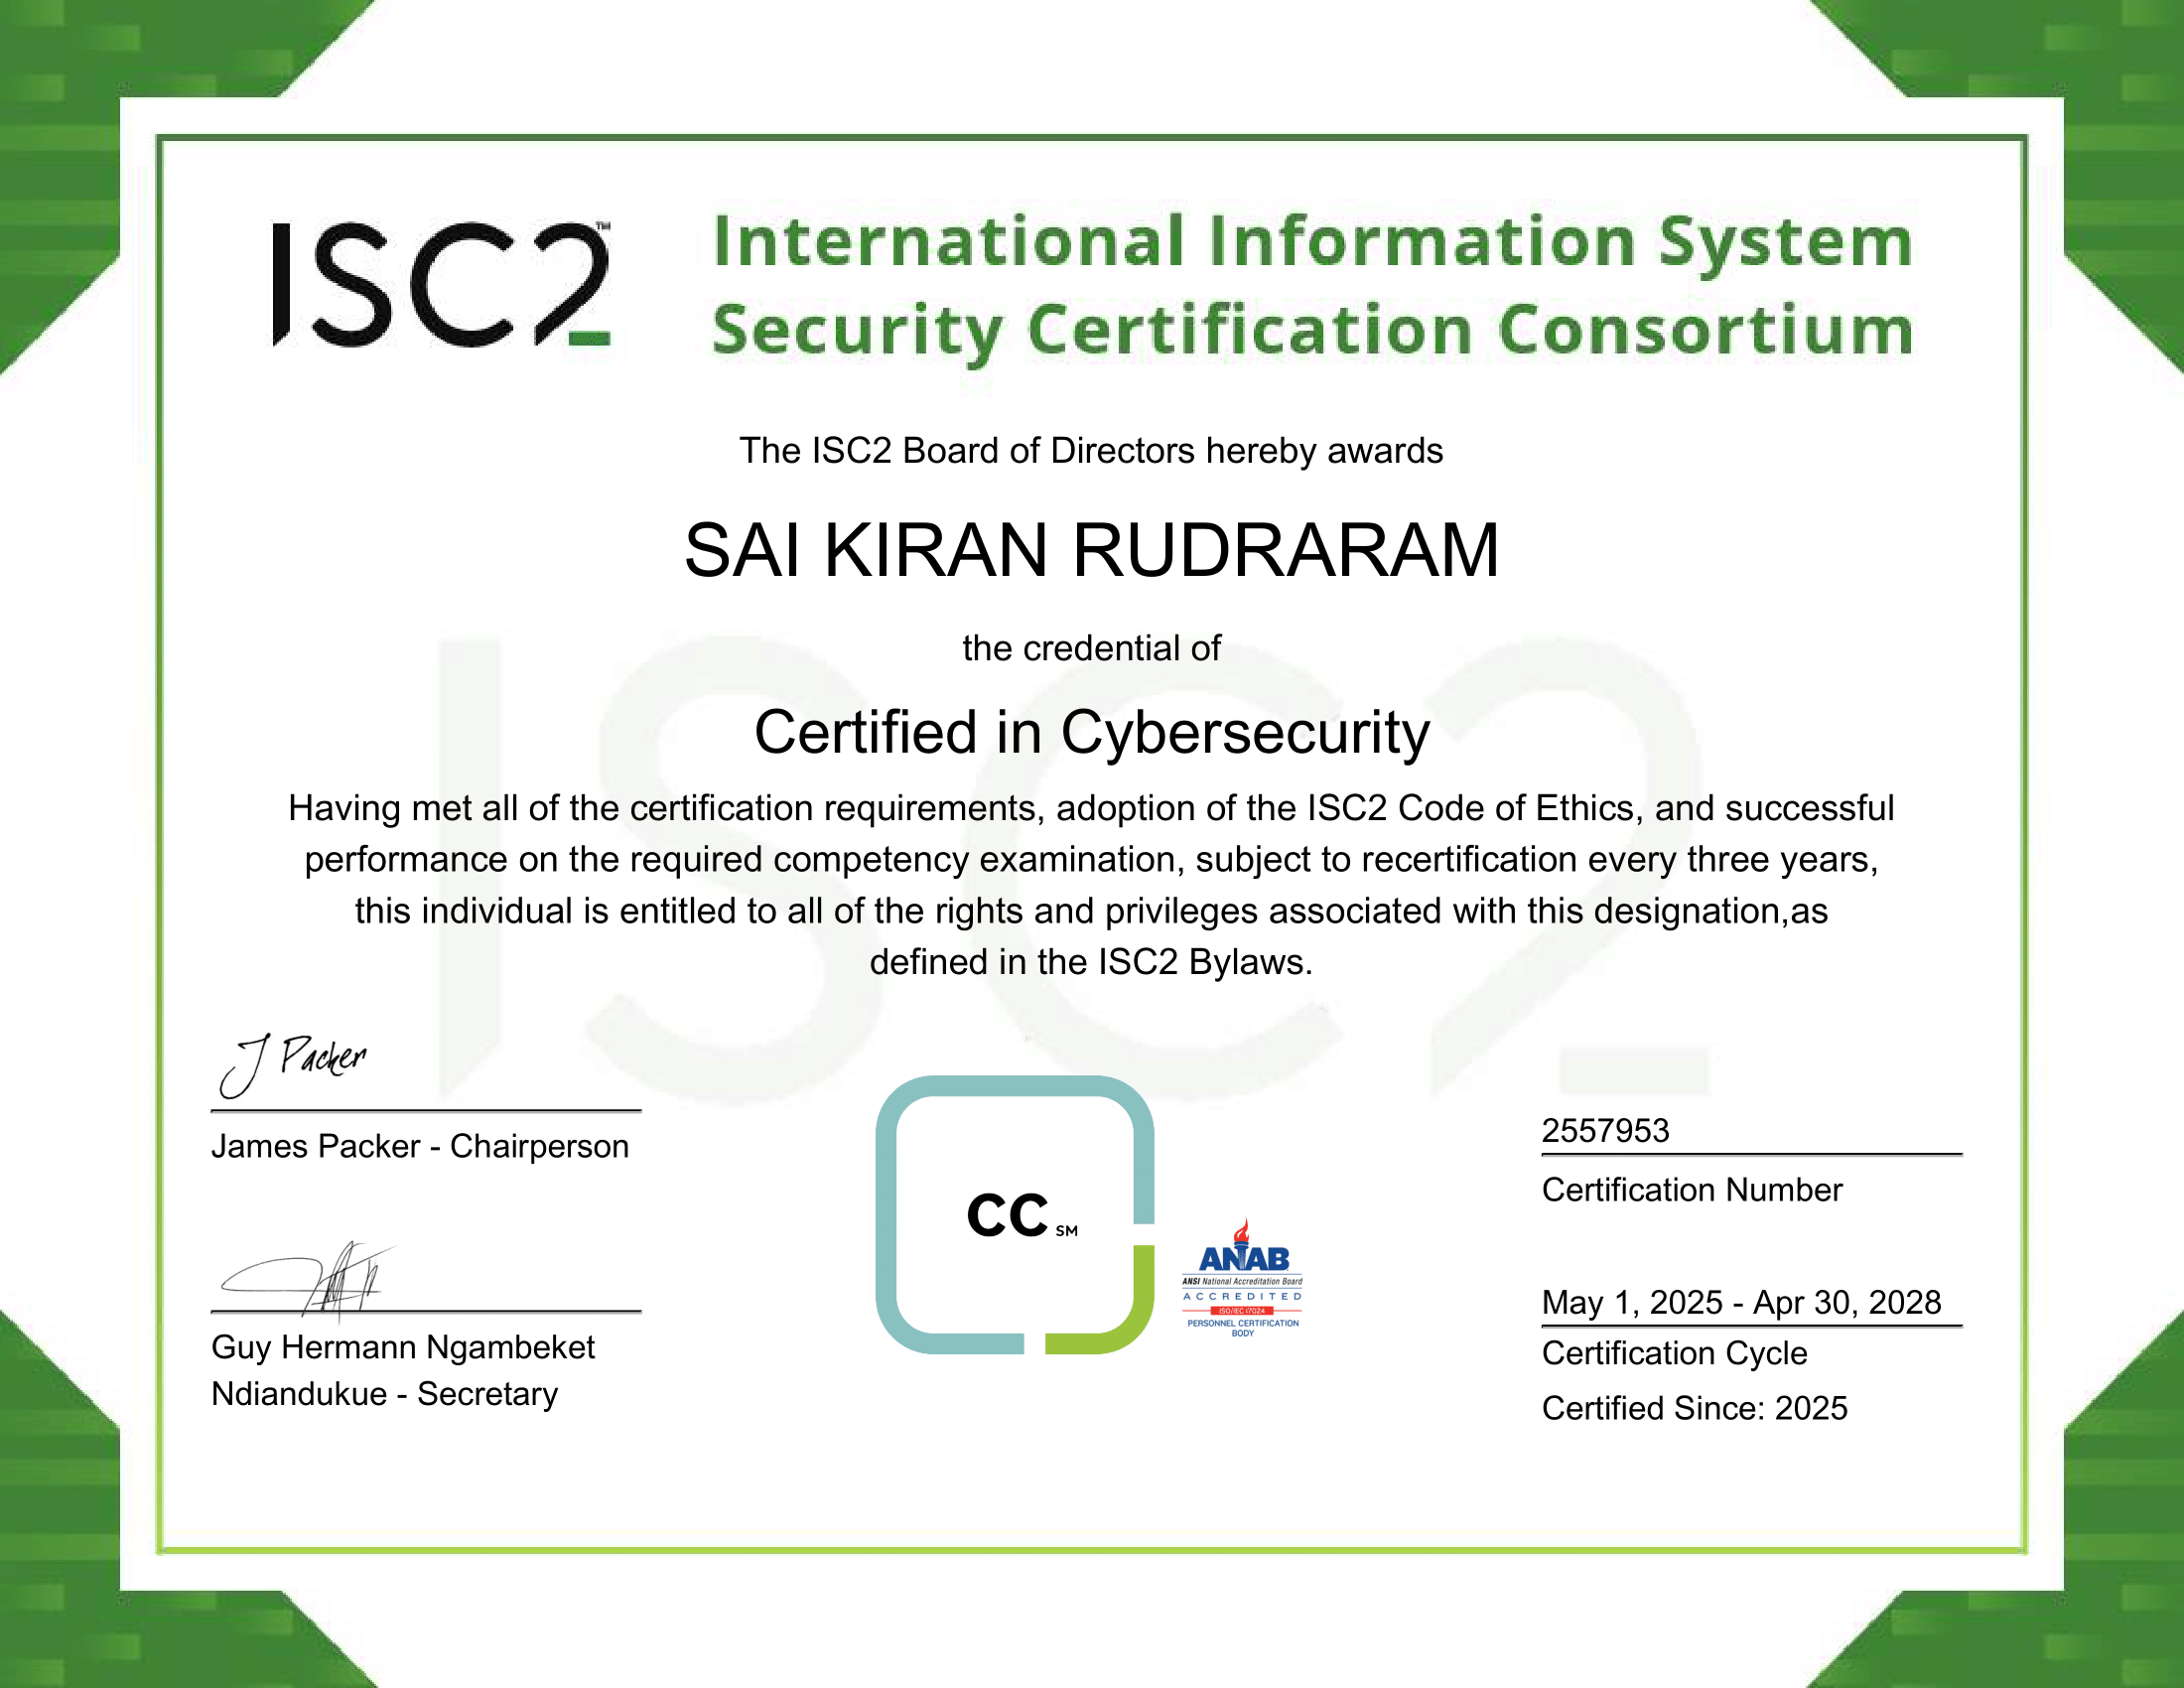 ISC2™
International Information System
Security Certification Consortium
The ISC2 Board of Directors hereby awards
SAI KIRAN RUDRARAM
the credential of
Certified in Cybersecurity
Having met all of the certification requirements, adoption of the ISC2 Code of Ethics, and successful
performance on the required competency examination, subject to recertification every three years,
this individual is entitled to all of the rights and privileges associated with this designation,as
defined in the ISC2 Bylaws.
J Packer
James Packer - Chairperson
Guy Hermann Ngambeket
Ndiandukue - Secretary
CC SM
ANAB
ANSI National Accreditation Board
ACCREDITED
ISO/IEC 17024
PERSONNEL CERTIFICATION
BODY
2557953
Certification Number
May 1, 2025 - Apr 30, 2028
Certification Cycle
Certified Since: 2025